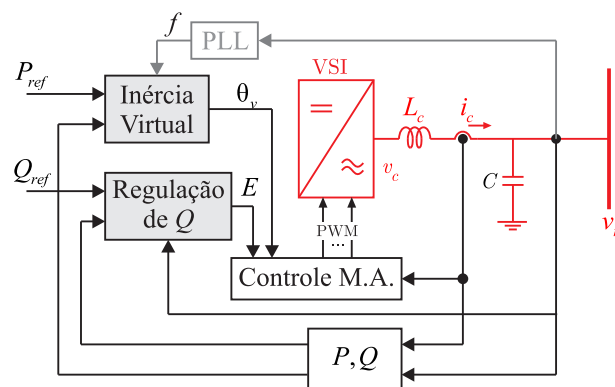 f
PLL
VSI
P_ref
Inércia
Virtual
θ_v
L_c
i_c
v_c
C
Q_ref
Regulação
de Q
E
PWM
...
Controle M.A.
P, Q